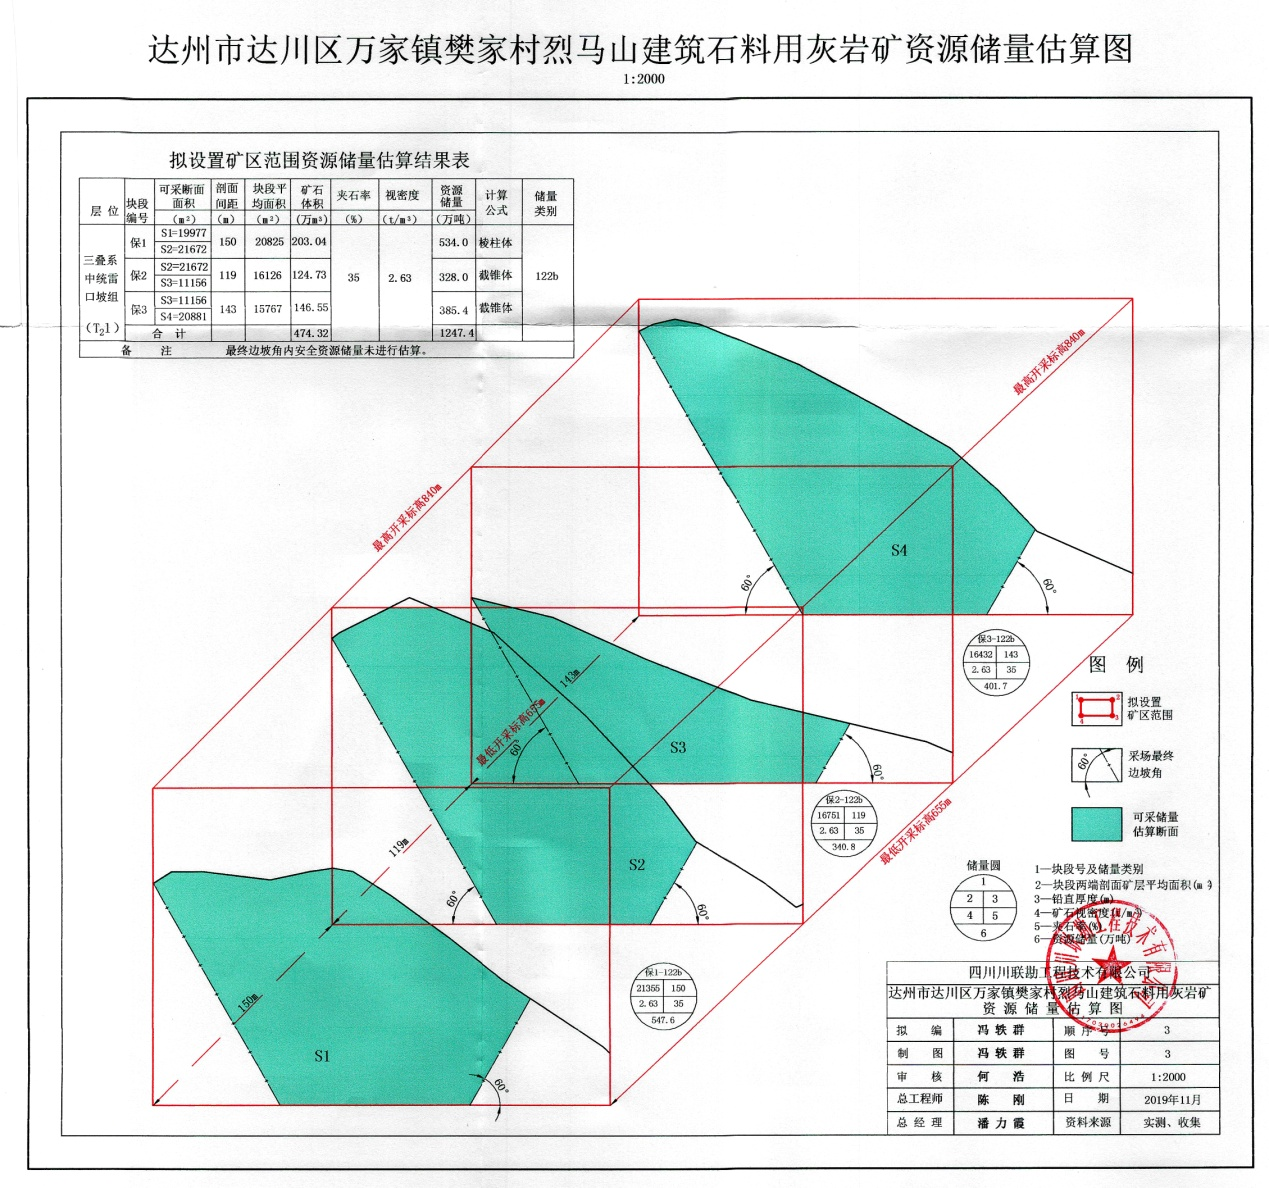 达州市达川区万家镇樊家村烈马山建筑石料用灰岩矿资源储量估算图
1:2000
拟设置矿区范围资源储量估算结果表
层 位 块段编号 可采断面面积(m²) 剖面间距(m) 块段平均面积(m²) 矿石体积(万m³) 夹石率(%) 视密度(t/m³) 资源储量(万吨) 计算公式 储量类别
三叠系中统雷口坡组(T₂l)
保1 S1=19977 S2=21672 150 20825 203.04 534.0 棱柱体
保2 S2=21672 S3=11156 119 16126 124.73 35 2.63 328.0 截锥体 122b
保3 S3=11156 S4=20881 143 15767 146.55 385.4 截锥体
合 计 474.32 1247.4
备 注 最终边坡角内安全资源储量未进行估算。
最高开采标高840m
最高开采标高840m
S4
60°
60°
保3-122b
16432 143
2.63 35
401.7
143m
最低开采标高655m
60°
S3
60°
保2-122b
16751 119
2.63 35
340.8
最低开采标高655m
119m
S2
60°
60°
保1-122b
21355 150
2.63 35
547.6
150m
S1
60°
图 例
1 2
4 3
拟设置
矿区范围
60°
采场最终
边坡角
可采储量
估算断面
储量圆
1
2 3
4 5
6
1—块段号及储量类别
2—块段两端剖面矿层平均面积(m²)
3—铅直厚度(m)
4—矿石视密度(t/m³)
5—夹石率(%)
6—资源储量(万吨)
四川川联勘工程技术有限公司
达州市达川区万家镇樊家村烈马山建筑石料用灰岩矿
资源储量估算图
拟 编 冯轶群 顺序号 3
制 图 冯轶群 图 号 3
审 核 何 浩 比例尺 1:2000
总工程师 陈 刚 日 期 2019年11月
总经理 潘力霞 资料来源 实测、收集